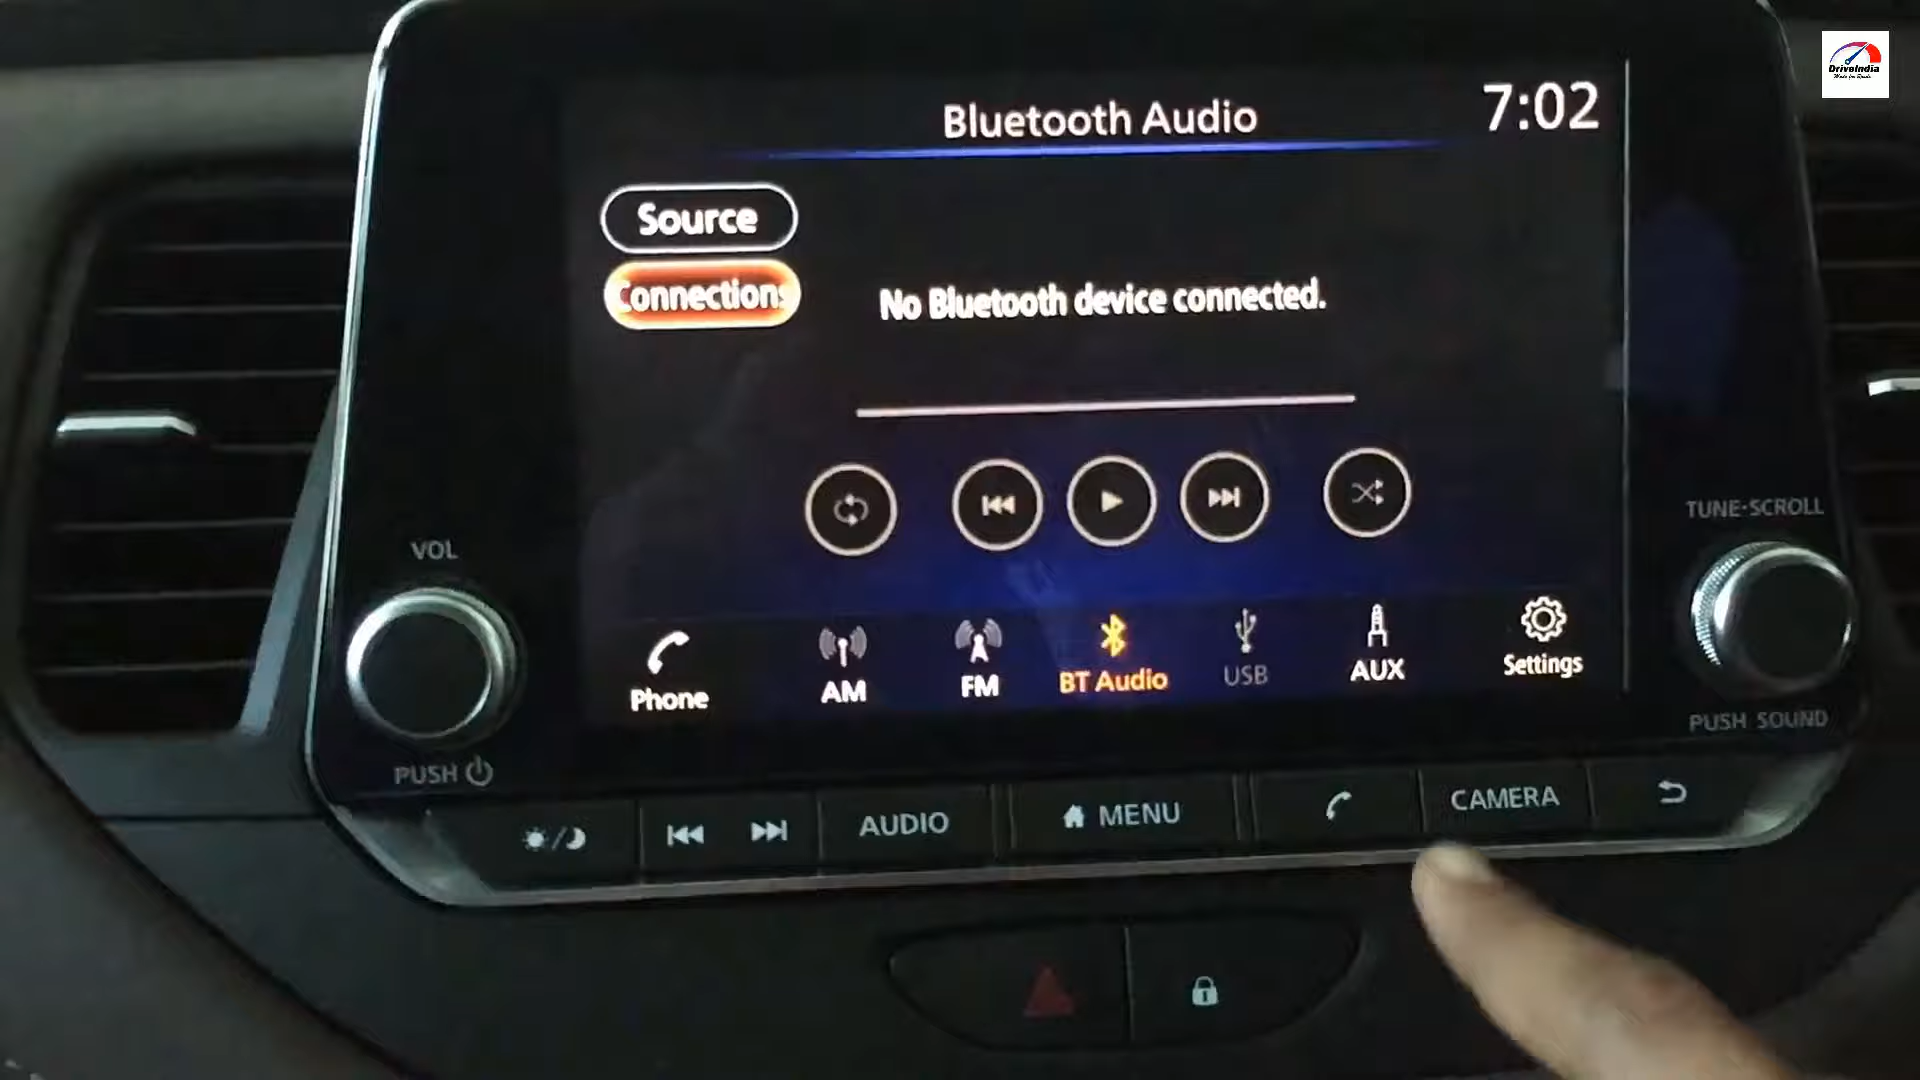 DriveIndia
Bluetooth Audio
7:02
Source
Connections
No Bluetooth device connected.
VOL
TUNE·SCROLL
Phone
AM
FM
BT Audio
USB
AUX
Settings
PUSH
PUSH SOUND
AUDIO
MENU
CAMERA